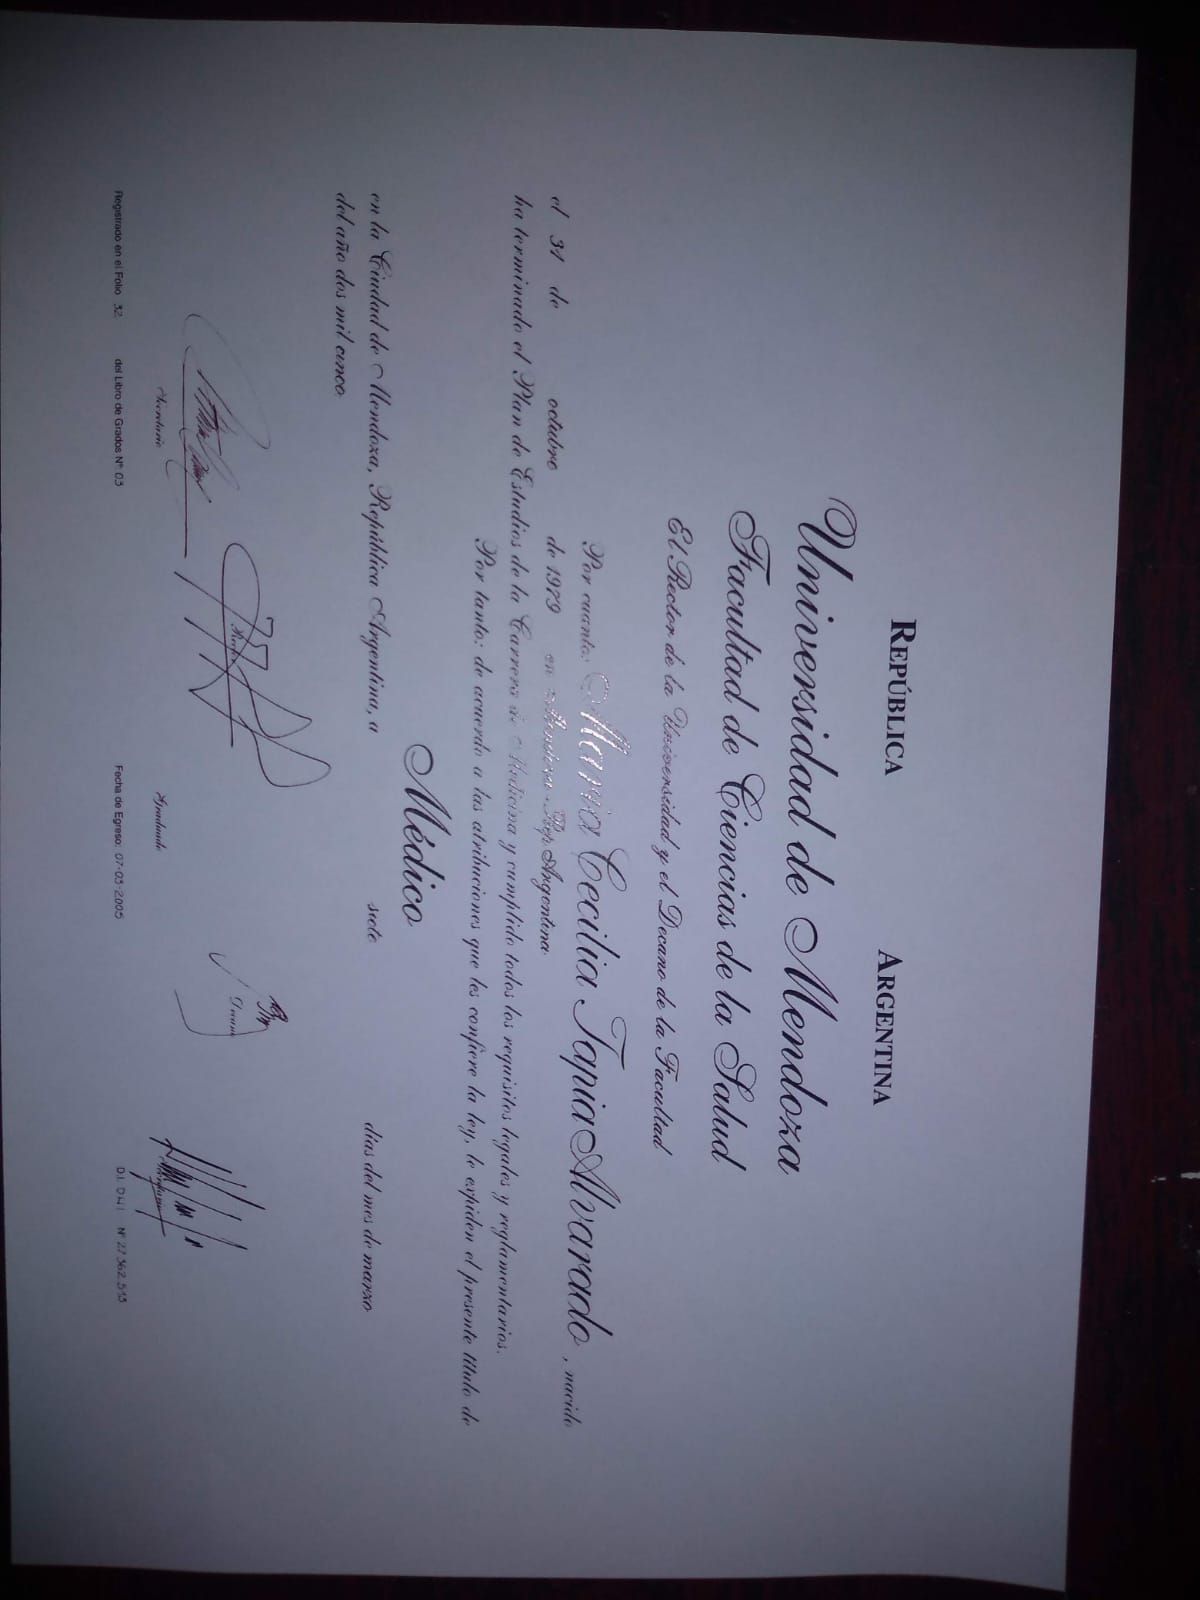 REPÚBLICA ARGENTINA
Universidad de Mendoza
Facultad de Ciencias de la Salud
El Rector de la Universidad y el Decano de la Facultad
Por cuanto: María Cecilia Tapia Alvarado, nacido
el 31 de octubre de 1979 en Mendoza - Rep. Argentina
ha terminado el Plan de Estudios de la Carrera de Medicina y cumplido todos los requisitos legales y reglamentarios.
Por tanto: de acuerdo a las atribuciones que les confiere la ley, le expiden el presente título de
Médico
en la Ciudad de Mendoza, República Argentina, a siete días del mes de marzo
del año dos mil cinco
Secretario Rector Graduado Decano
Registrado en el Folio 32 del Libro de Grados Nº 03 Fecha de Egreso: 07-03-2005 D.I. DNI Nº